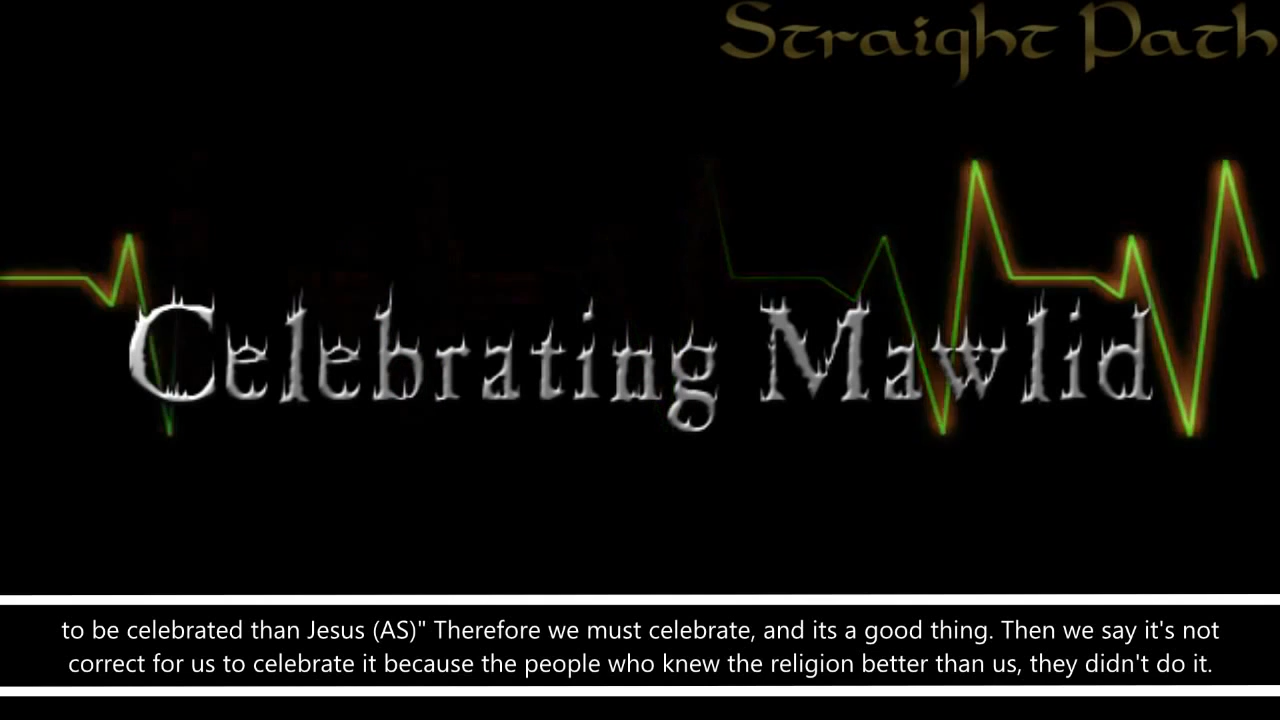 Straight Path
Celebrating Mawlid
to be celebrated than Jesus (AS)" Therefore we must celebrate, and its a good thing. Then we say it's not
correct for us to celebrate it because the people who knew the religion better than us, they didn't do it.